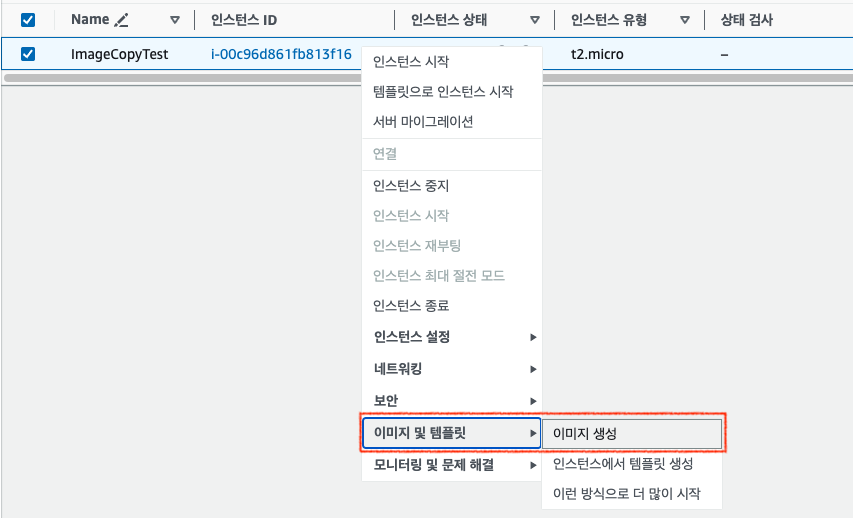 Name 인스턴스 ID 인스턴스 상태 인스턴스 유형 상태 검사
ImageCopyTest i-00c96d861fb813f16 t2.micro –
인스턴스 시작
템플릿으로 인스턴스 시작
서버 마이그레이션
연결
인스턴스 중지
인스턴스 시작
인스턴스 재부팅
인스턴스 최대 절전 모드
인스턴스 종료
인스턴스 설정
네트워킹
보안
이미지 및 템플릿 이미지 생성
모니터링 및 문제 해결 인스턴스에서 템플릿 생성
이런 방식으로 더 많이 시작